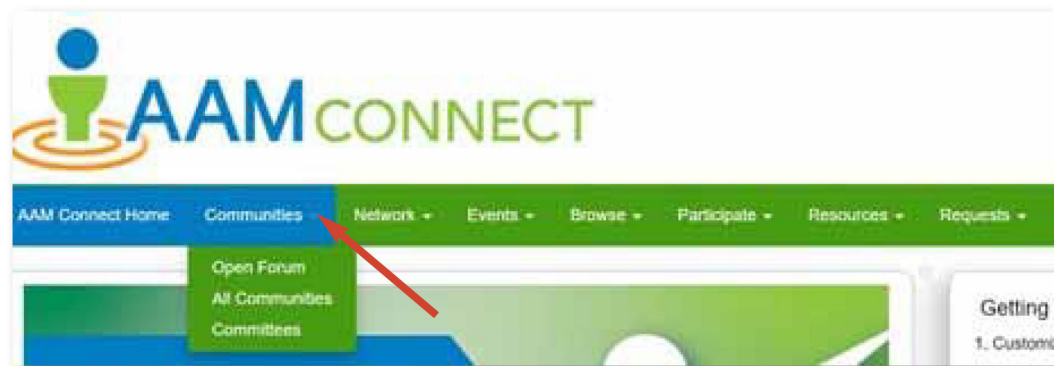 AAM CONNECT
AAM Connect Home Communities Network Events Browse Participate Resources Requests
Open Forum
All Communities
Committees
Getting
1.